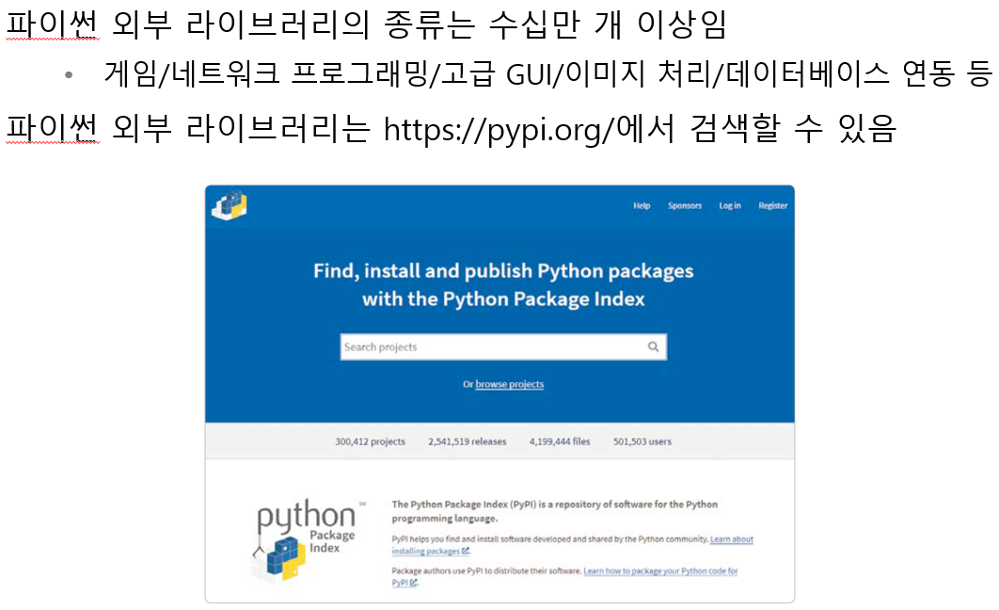 파이썬 외부 라이브러리의 종류는 수십만 개 이상임
• 게임/네트워크 프로그래밍/고급 GUI/이미지 처리/데이터베이스 연동 등
파이썬 외부 라이브러리는 https://pypi.org/에서 검색할 수 있음
Help Sponsors Log in Register
Find, install and publish Python packages
with the Python Package Index
Search projects
Or browse projects
300,412 projects 2,541,519 releases 4,199,444 files 501,503 users
python™
Package
Index
The Python Package Index (PyPI) is a repository of software for the Python
programming language.
PyPI helps you find and install software developed and shared by the Python community. Learn about
installing packages.
Package authors use PyPI to distribute their software. Learn how to package your Python code for
PyPI.